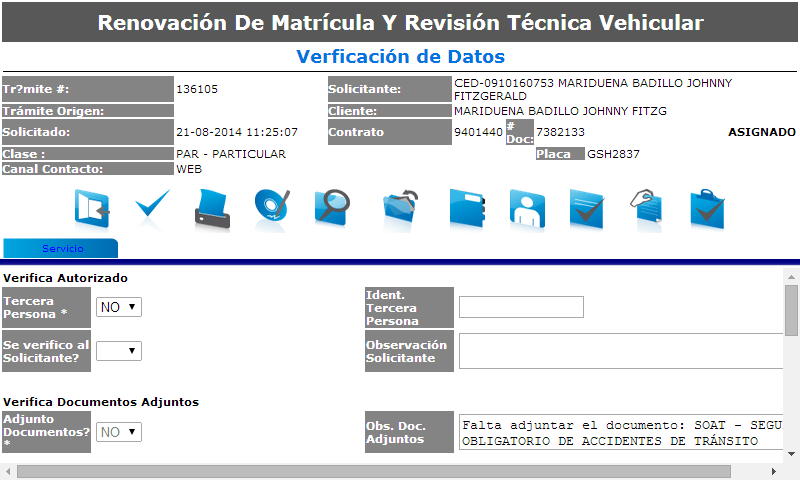 Renovación De Matrícula Y Revisión Técnica Vehicular
Verficación de Datos
Tr?mite #: 136105 Solicitante: CED-0910160753 MARIDUENA BADILLO JOHNNY
FITZGERALD
Trámite Origen: Cliente: MARIDUENA BADILLO JOHNNY FITZG
Solicitado: 21-08-2014 11:25:07 Contrato 9401440 # Doc: 7382133 ASIGNADO
Clase : PAR - PARTICULAR Placa GSH2837
Canal Contacto: WEB
Servicio
Verifica Autorizado
Tercera Persona * NO Ident. Tercera Persona
Se verifico al Solicitante? Observación Solicitante
Verifica Documentos Adjuntos
Adjunto Documentos? * NO Obs. Doc. Adjuntos Falta adjuntar el documento: SOAT - SEGU
OBLIGATORIO DE ACCIDENTES DE TRÁNSITO